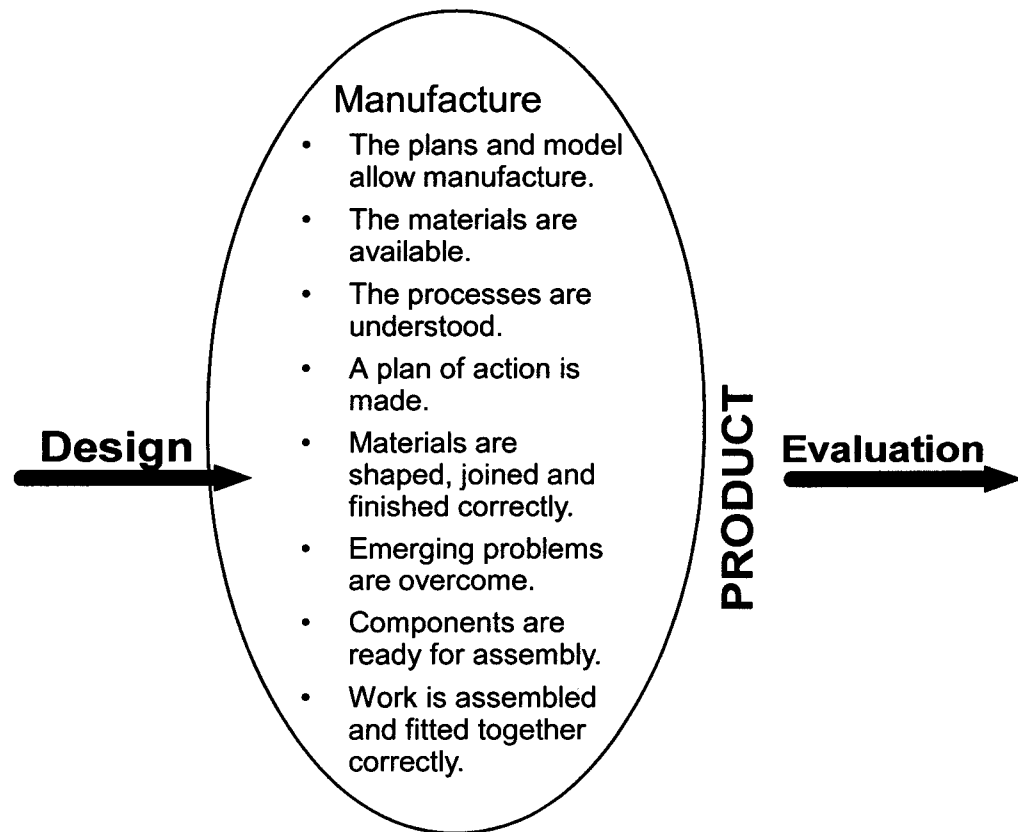 Design
Manufacture
• The plans and model
allow manufacture.
• The materials are
available.
• The processes are
understood.
• A plan of action is
made.
• Materials are
shaped, joined and
finished correctly.
• Emerging problems
are overcome.
• Components are
ready for assembly.
• Work is assembled
and fitted together
correctly.
PRODUCT
Evaluation